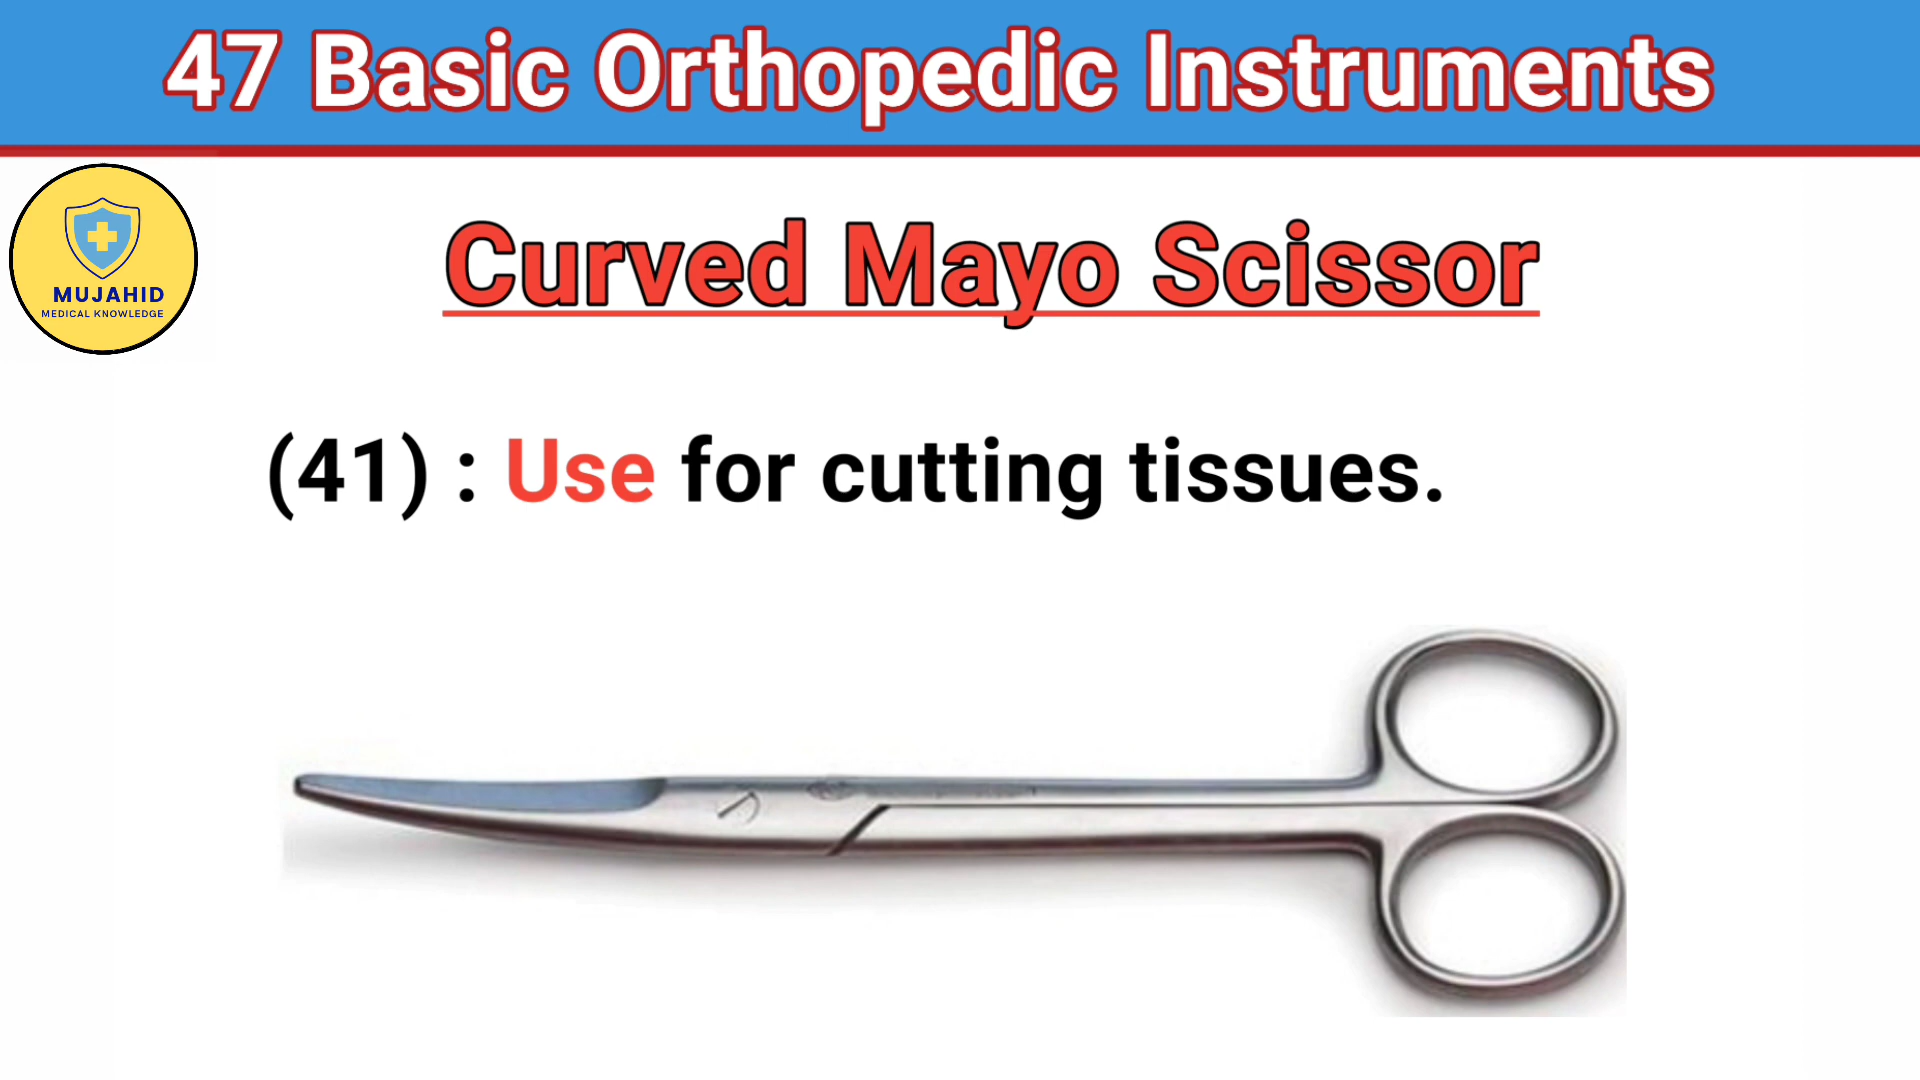 47 Basic Orthopedic Instruments
MUJAHID
MEDICAL KNOWLEDGE
Curved Mayo Scissor
(41) : Use for cutting tissues.